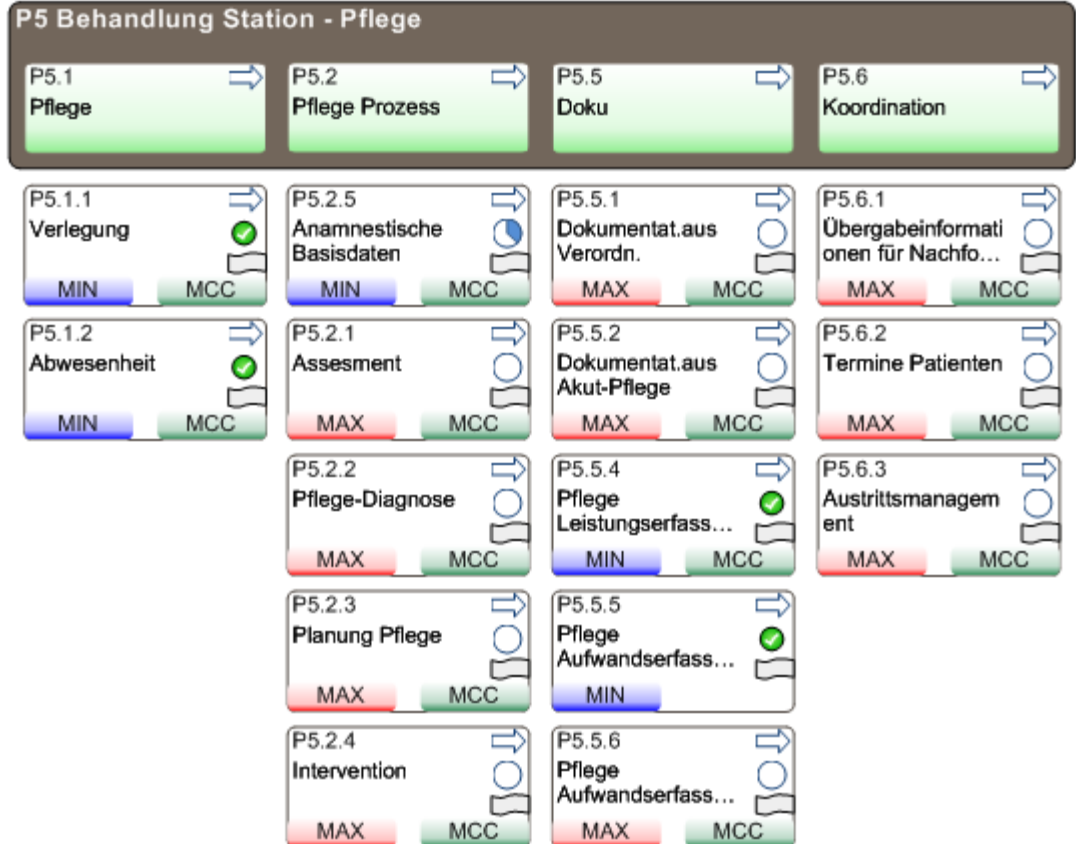 P5 Behandlung Station - Pflege
P5.1
Pflege
P5.2
Pflege Prozess
P5.5
Doku
P5.6
Koordination
P5.1.1
Verlegung
MIN MCC
P5.2.5
Anamnestische
Basisdaten
MIN MCC
P5.5.1
Dokumentat.aus
Verordn.
MAX MCC
P5.6.1
Übergabeinformati
onen für Nachfo...
MAX MCC
P5.1.2
Abwesenheit
MIN MCC
P5.2.1
Assesment
MAX MCC
P5.5.2
Dokumentat.aus
Akut-Pflege
MAX MCC
P5.6.2
Termine Patienten
MAX MCC
P5.2.2
Pflege-Diagnose
MAX MCC
P5.5.4
Pflege
Leistungserfass...
MIN MCC
P5.6.3
Austrittsmanagem
ent
MAX MCC
P5.2.3
Planung Pflege
MAX MCC
P5.5.5
Pflege
Aufwandserfass...
MIN
P5.2.4
Intervention
MAX MCC
P5.5.6
Pflege
Aufwandserfass...
MAX MCC